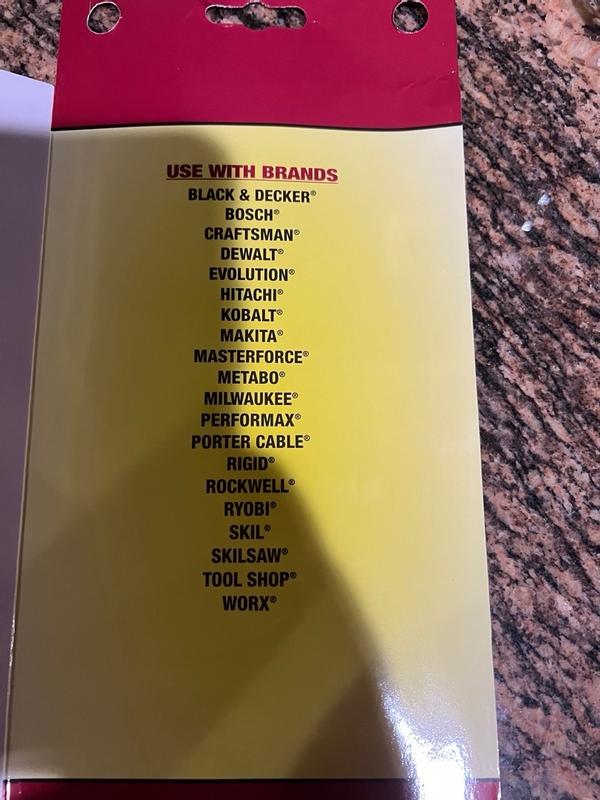 USE WITH BRANDS
BLACK & DECKER®
BOSCH®
CRAFTSMAN®
DEWALT®
EVOLUTION®
HITACHI®
KOBALT®
MAKITA®
MASTERFORCE®
METABO®
MILWAUKEE®
PERFORMAX®
PORTER CABLE®
RIGID®
ROCKWELL®
RYOBI®
SKIL®
SKILSAW®
TOOL SHOP®
WORX®